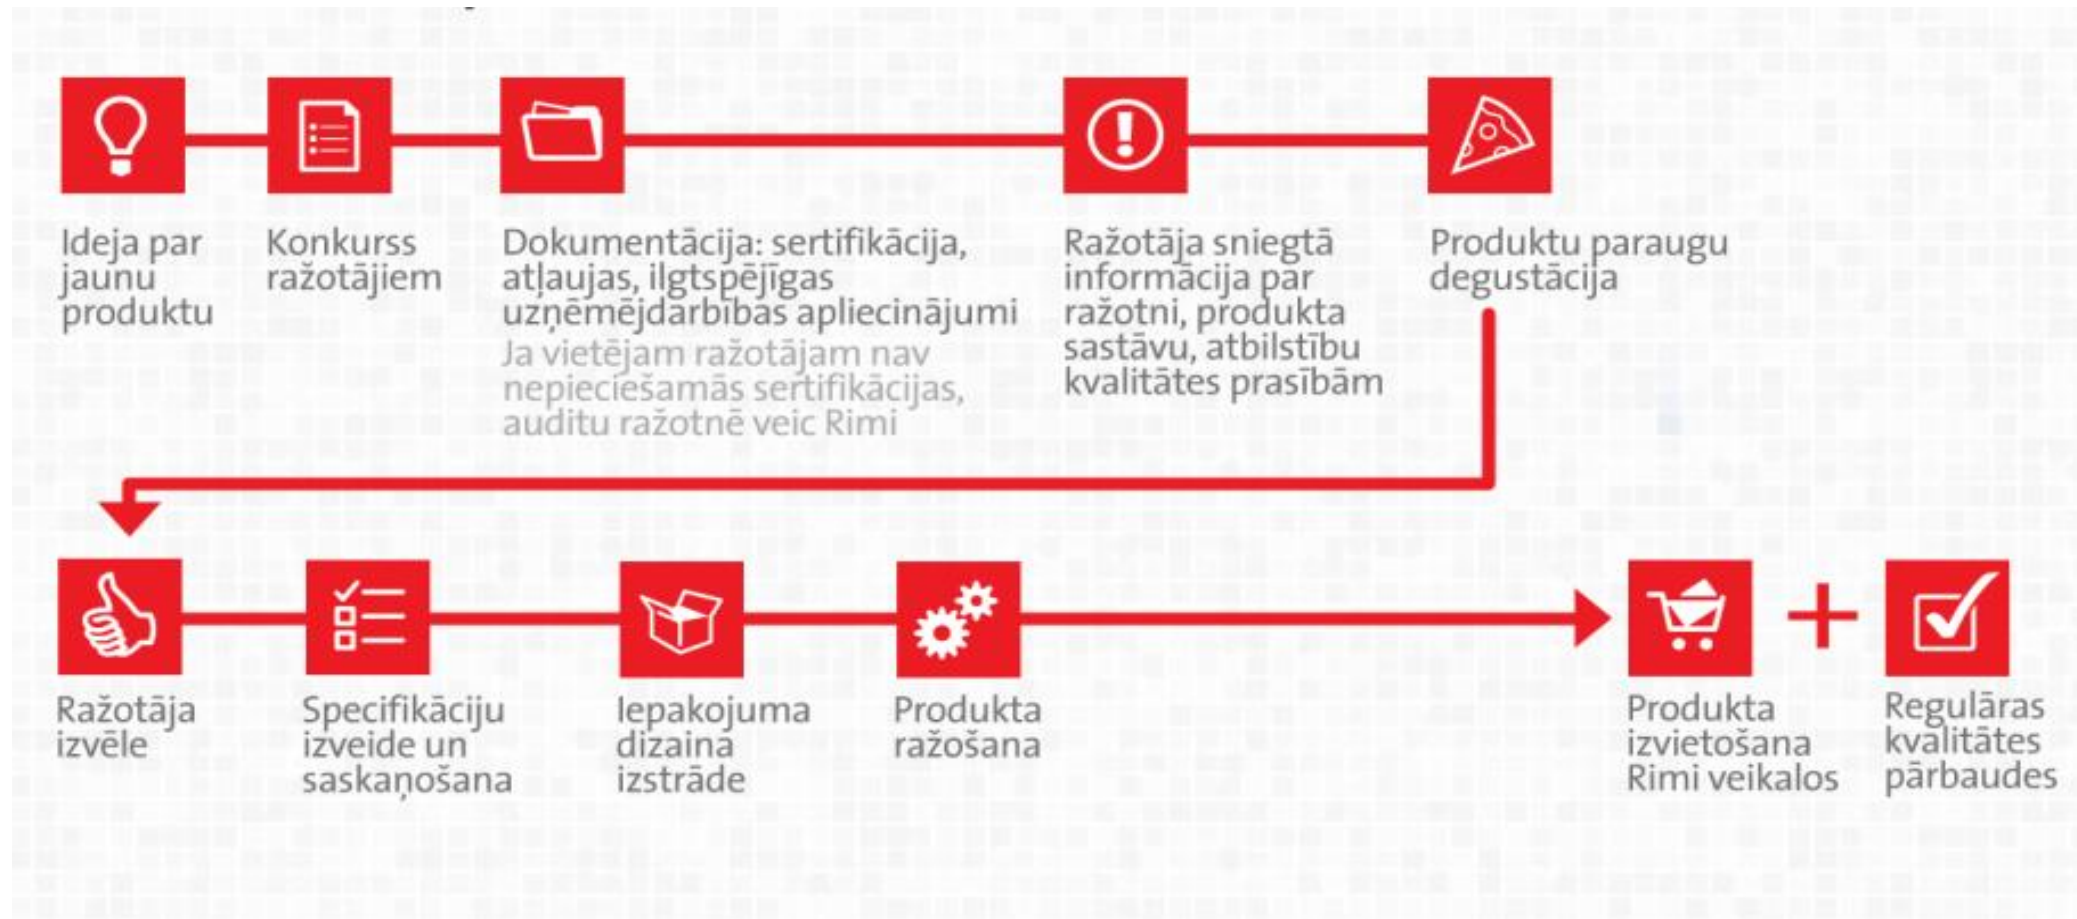 Ideja par
jaunu
produktu
Konkurss
ražotājiem
Dokumentācija: sertifikācija,
atļaujas, ilgtspējīgas
uzņēmējdarbības apliecinājumi
Ja vietējam ražotājam nav
nepieciešamās sertifikācijas,
auditu ražotnē veic Rimi
Ražotāja sniegtā
informācija par
ražotni, produkta
sastāvu, atbilstību
kvalitātes prasībām
Produktu paraugu
degustācija
Ražotāja
izvēle
Specifikāciju
izveide un
saskaņošana
Iepakojuma
dizaina
izstrāde
Produkta
ražošana
Produkta
izvietošana
Rimi veikalos
+
Regulāras
kvalitātes
pārbaudes